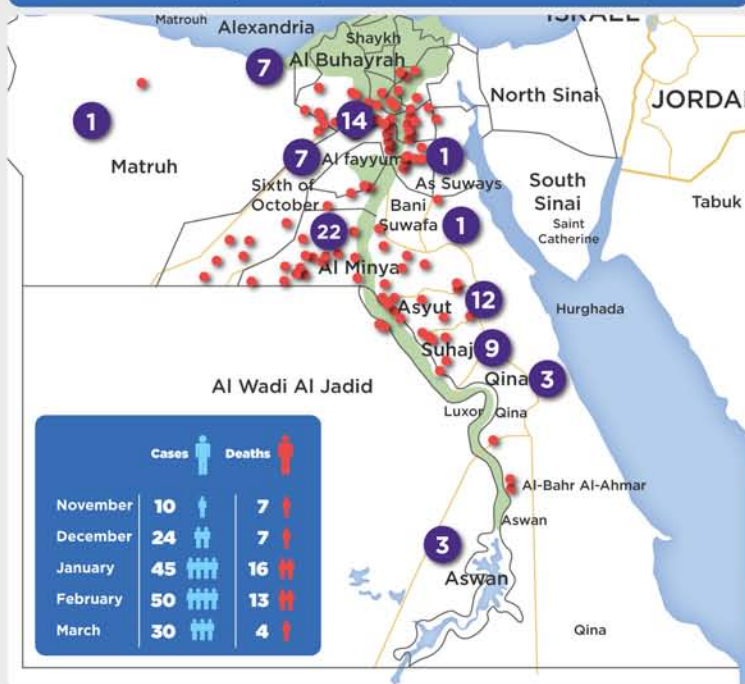 Matrouh
Alexandria
ISRAEL
Shaykh
7
Al Buhayrah
North Sinai
JORDA
1
14
Matruh
7
Al fayyum
1
As Suways
Sixth of
October
South
Sinai
Tabuk
Bani
Suwafa
1
Saint
Catherine
22
Al Minya
12
Asyut
Hurghada
Suhaj
9
Qina
3
Al Wadi Al Jadid
Luxor
Qina
Cases Deaths
November 10 7
December 24 7
January 45 16
February 50 13
March 30 4
Al-Bahr Al-Ahmar
Aswan
3
Aswan
Qina